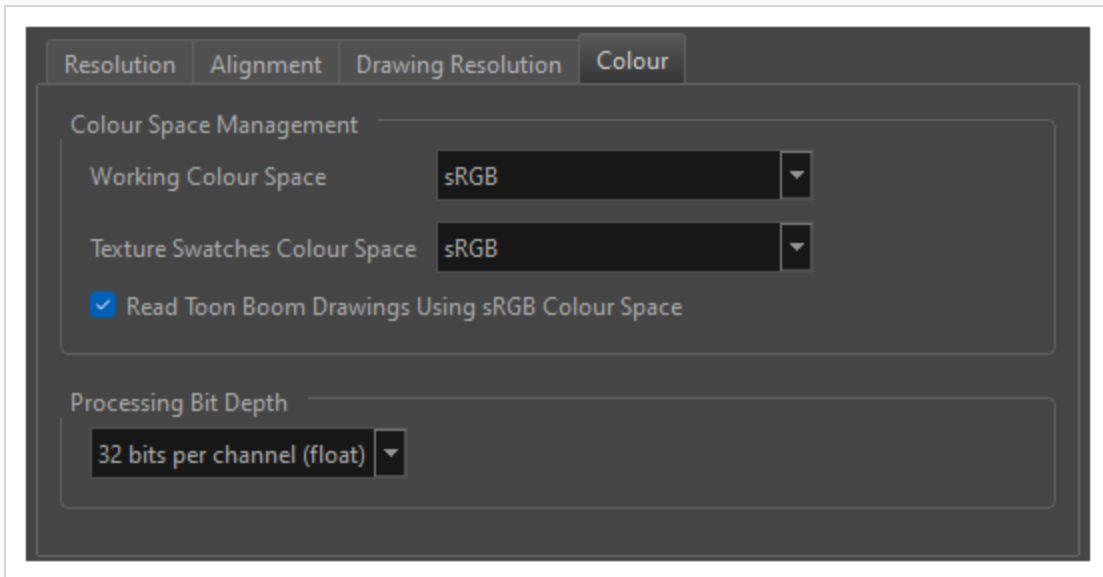 Resolution Alignment Drawing Resolution Colour
Colour Space Management
Working Colour Space sRGB
Texture Swatches Colour Space sRGB
Read Toon Boom Drawings Using sRGB Colour Space
Processing Bit Depth
32 bits per channel (float)